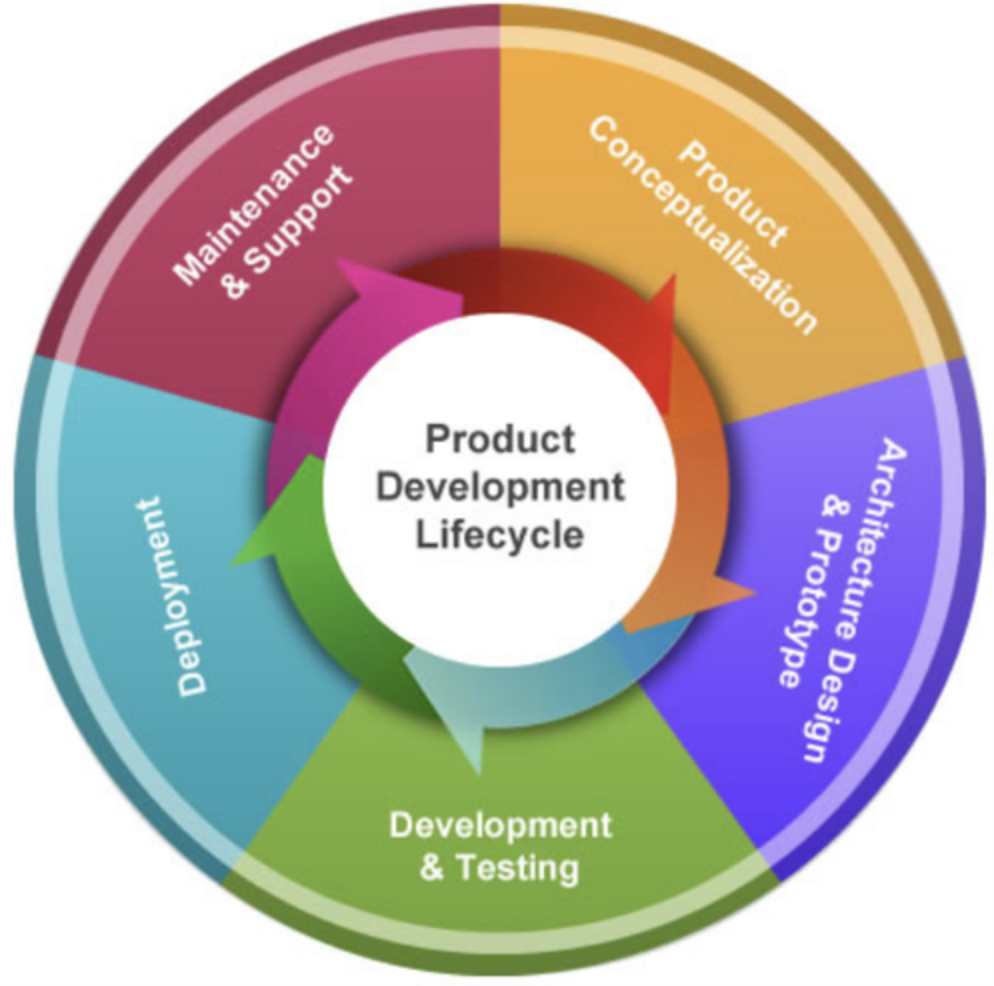 Product
Development
Lifecycle
Product
Conceptualization
Architecture Design
& Prototype
Development
& Testing
Deployment
Maintenance
& Support